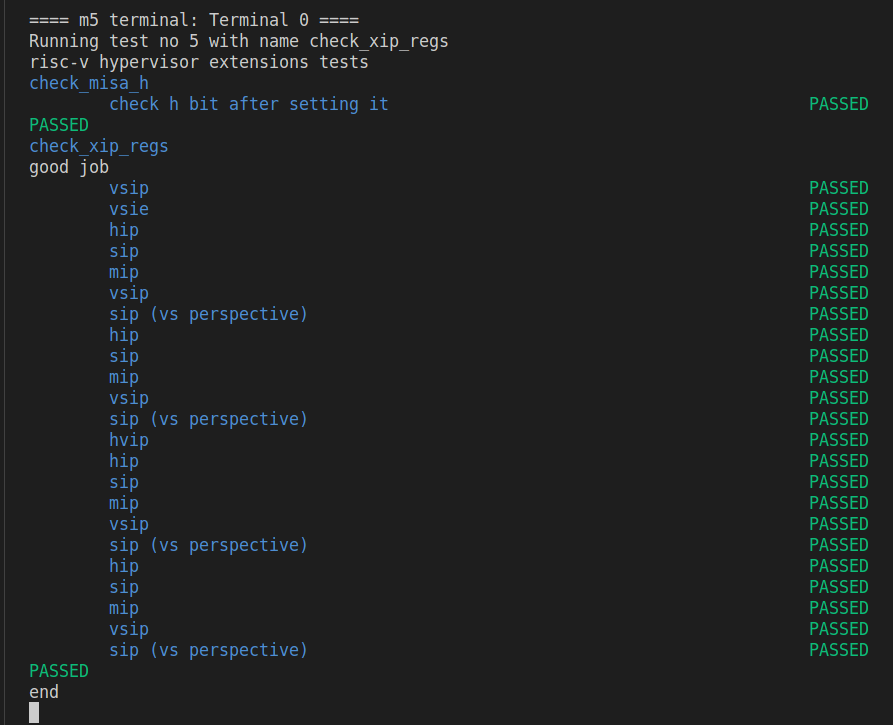 ==== m5 terminal: Terminal 0 ====
Running test no 5 with name check_xip_regs
risc-v hypervisor extensions tests
check_misa_h
check h bit after setting it PASSED
PASSED
check_xip_regs
good job
vsip PASSED
vsie PASSED
hip PASSED
sip PASSED
mip PASSED
vsip PASSED
sip (vs perspective) PASSED
hip PASSED
sip PASSED
mip PASSED
vsip PASSED
sip (vs perspective) PASSED
hvip PASSED
hip PASSED
sip PASSED
mip PASSED
vsip PASSED
sip (vs perspective) PASSED
hip PASSED
sip PASSED
mip PASSED
vsip PASSED
sip (vs perspective) PASSED
PASSED
end